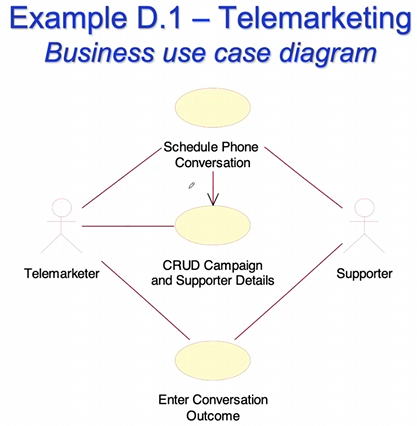 Example D.1 – Telemarketing
Business use case diagram
Schedule Phone
Conversation
Telemarketer
CRUD Campaign
and Supporter Details
Supporter
Enter Conversation
Outcome